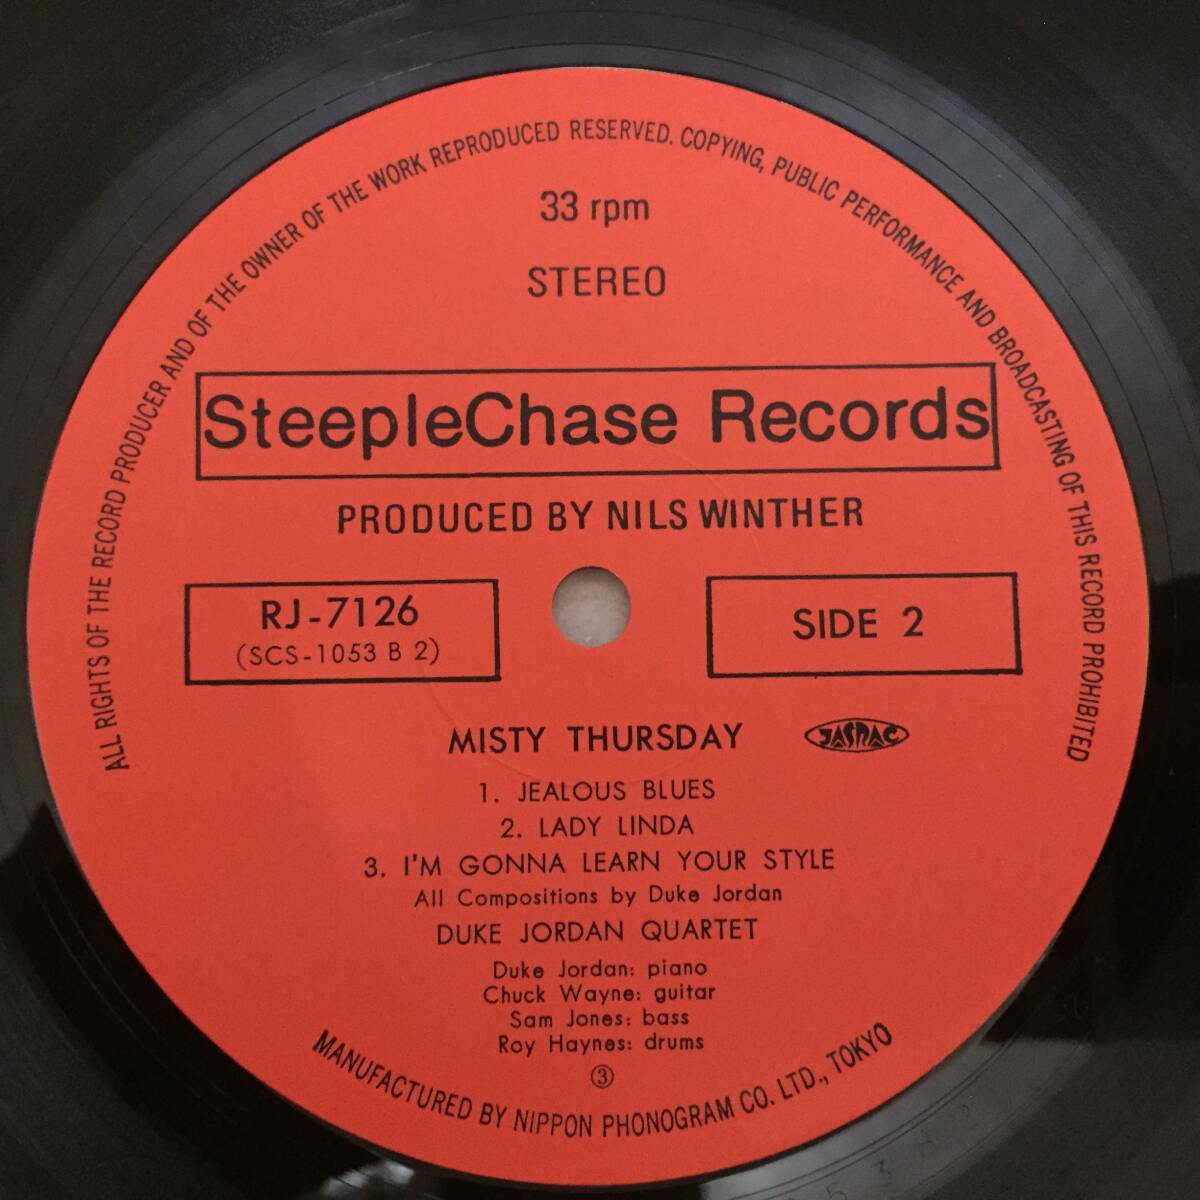 ALL RIGHTS OF THE RECORD PRODUCER AND OF THE OWNER OF THE WORK REPRODUCED RESERVED. COPYING, PUBLIC PERFORMANCE AND BROADCASTING OF THIS RECORD PROHIBITED
33 rpm
STEREO
SteepleChase Records
PRODUCED BY NILS WINTHER
RJ-7126
(SCS-1053 B 2)
SIDE 2
MISTY THURSDAY
JASRAC
1. JEALOUS BLUES
2. LADY LINDA
3. I'M GONNA LEARN YOUR STYLE
All Compositions by Duke Jordan
DUKE JORDAN QUARTET
Duke Jordan: piano
Chuck Wayne: guitar
Sam Jones: bass
Roy Haynes: drums
③
MANUFACTURED BY NIPPON PHONOGRAM CO. LTD., TOKYO